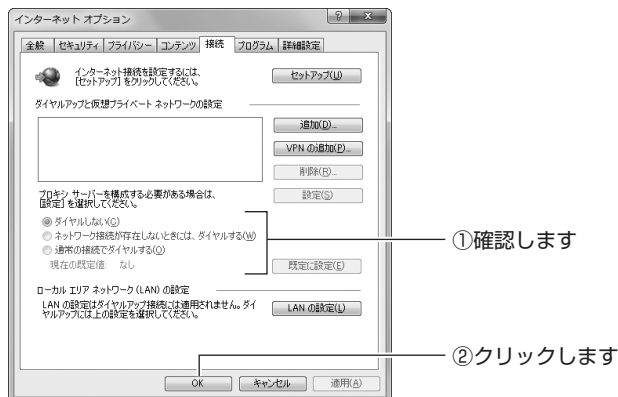 インターネット オプション
全般 セキュリティ プライバシー コンテンツ 接続 プログラム 詳細設定
インターネット接続を設定するには、
[セットアップ] をクリックしてください。
セットアップ(U)
ダイヤルアップと仮想プライベート ネットワークの設定
追加(D)...
VPN の追加(P)...
削除(R)...
プロキシ サーバーを構成する必要がある場合は、
[設定] を選択してください。
設定(S)
ダイヤルしない(C)
ネットワーク接続が存在しないときには、ダイヤルする(W)
通常の接続でダイヤルする(O)
現在の既定値: なし
既定に設定(E)
①確認します
ローカル エリア ネットワーク (LAN) の設定
LAN の設定はダイヤルアップ接続には適用されません。ダイ
ヤルアップには上の設定を選択してください。
LAN の設定(L)
②クリックします
OK キャンセル 適用(A)